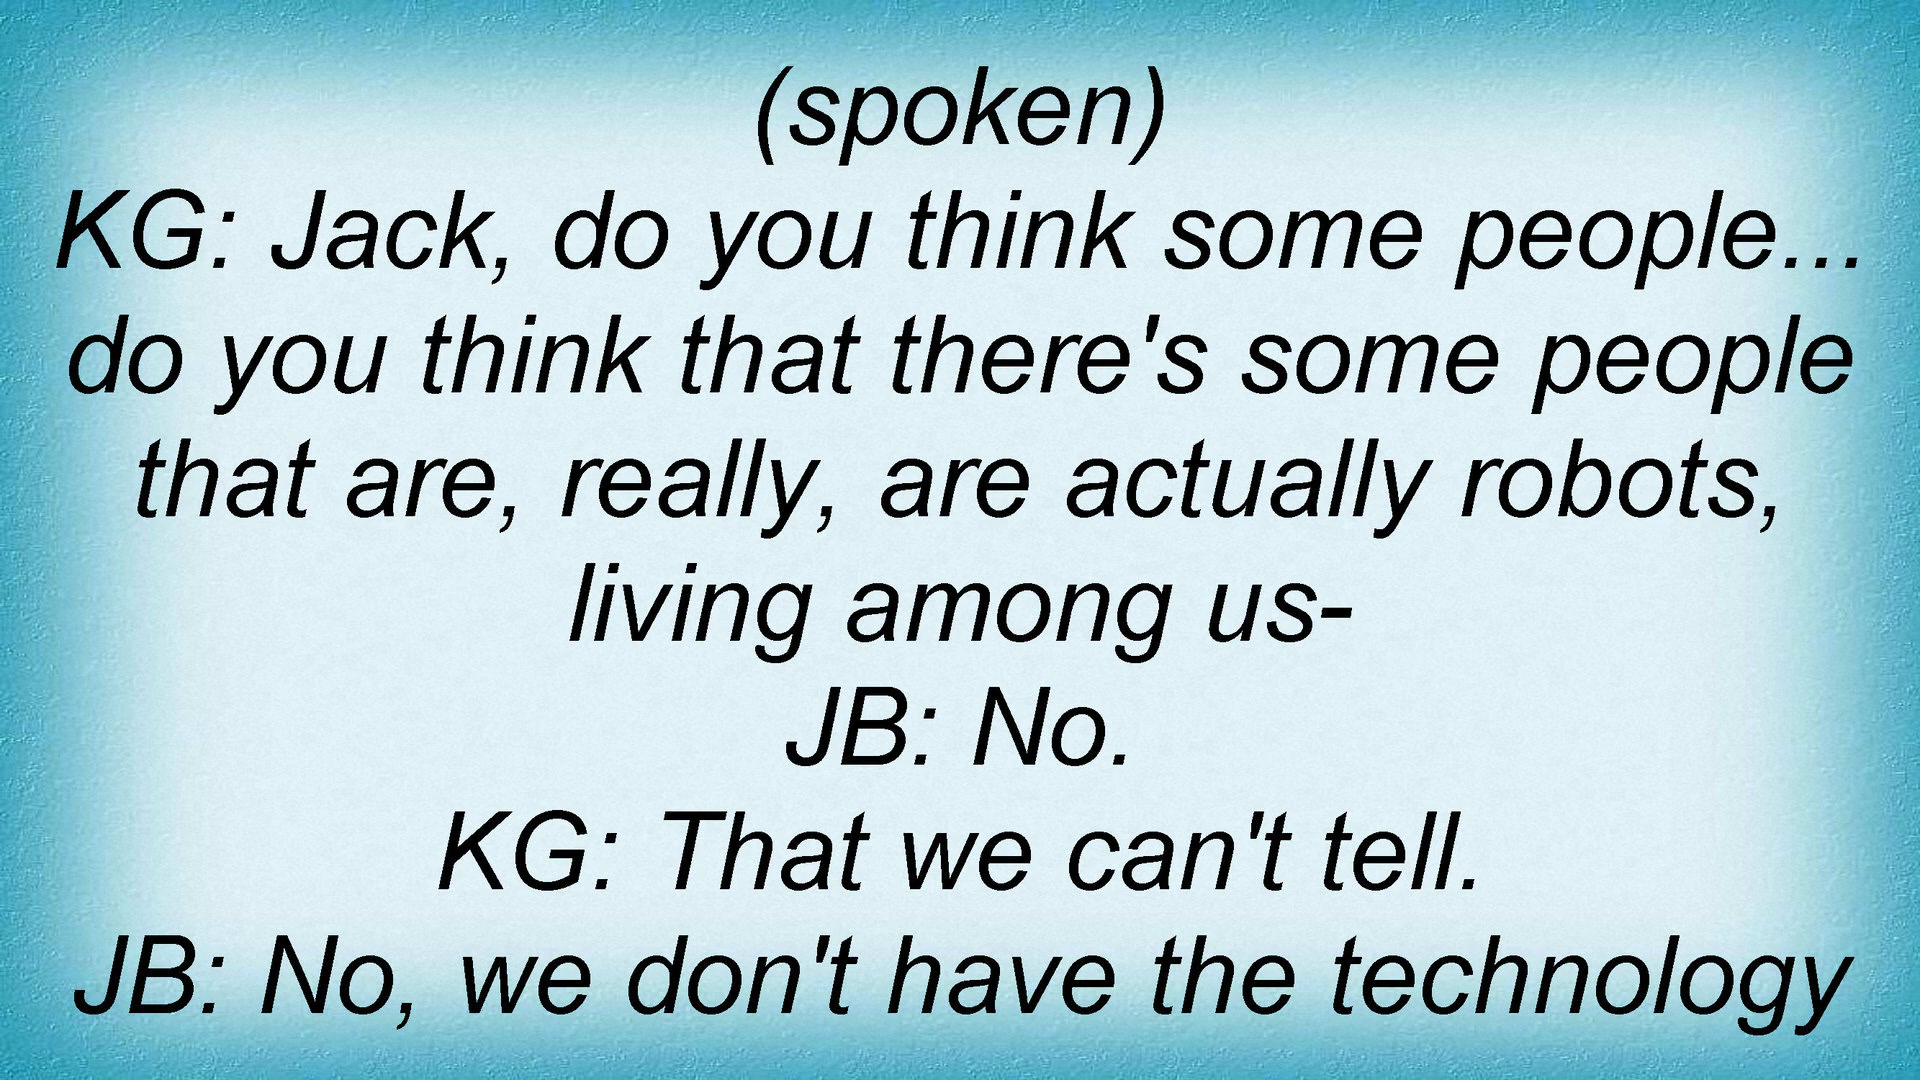 (spoken)
KG: Jack, do you think some people...
do you think that there's some people
that are, really, are actually robots,
living among us-
JB: No.
KG: That we can't tell.
JB: No, we don't have the technology